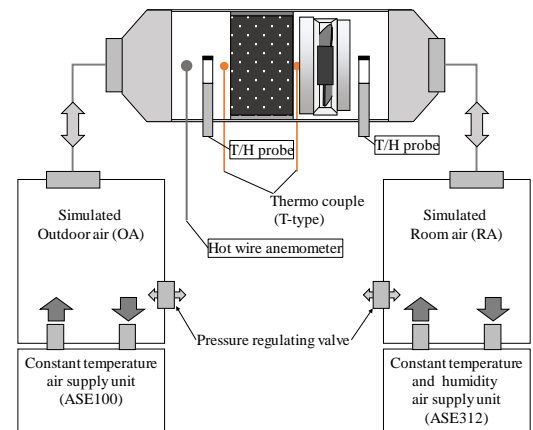 T/H probe
T/H probe
Thermo couple
(T-type)
Simulated
Outdoor air (OA)
Simulated
Room air (RA)
Hot wire anemometer
Pressure regulating valve
Constant temperature
air supply unit
(ASE100)
Constant temperature
and humidity
air supply unit
(ASE312)